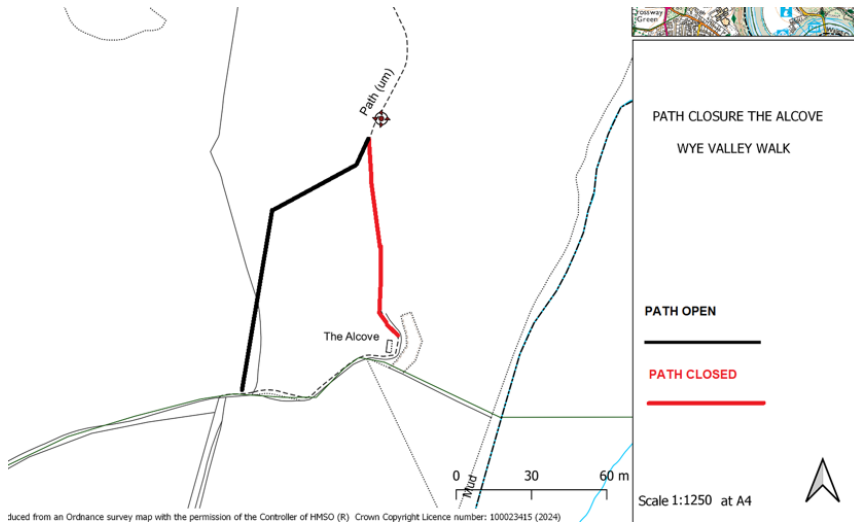 Fossway
Green
Path (um)
PATH CLOSURE THE ALCOVE
WYE VALLEY WALK
PATH OPEN
The Alcove
PATH CLOSED
0 30 60 m
Mud
Scale 1:1250 at A4
duced from an Ordnance survey map with the permission of the Controller of HMSO (R) Crown Copyright Licence number: 100023415 (2024)